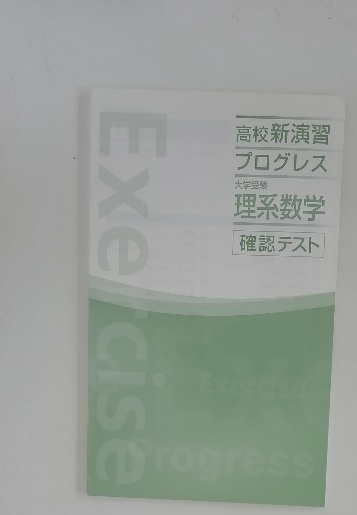 高校新演習
プログレス
大学受験
理系数学
確認テスト
Exercise
Exercise
Progress